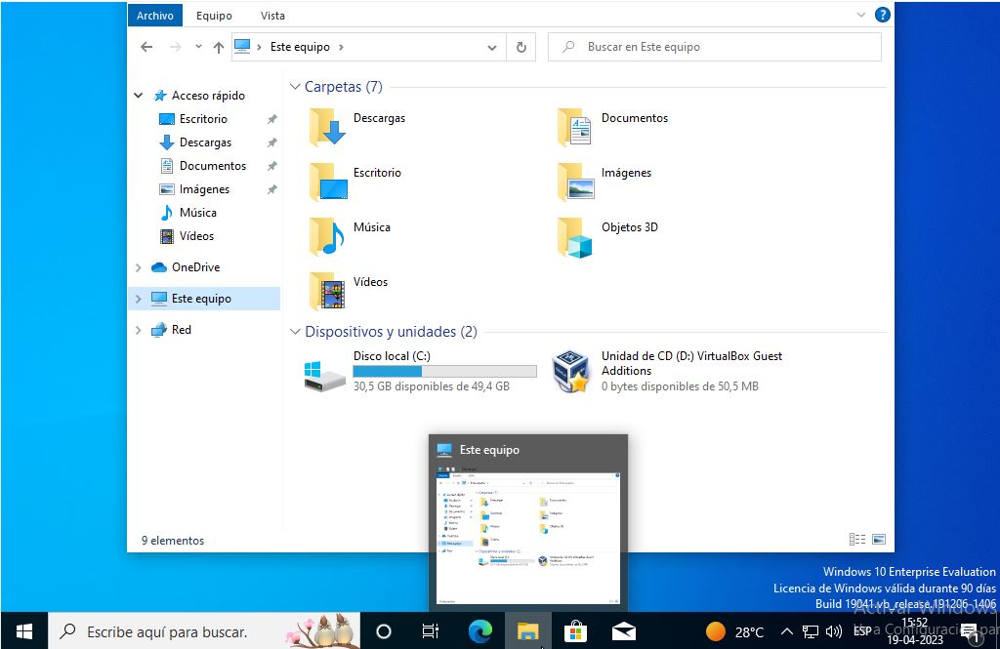 Archivo Equipo Vista
Este equipo
Buscar en Este equipo
Acceso rápido
Escritorio
Descargas
Documentos
Imágenes
Música
Vídeos
OneDrive
Este equipo
Red
Carpetas (7)
Descargas
Documentos
Escritorio
Imágenes
Música
Objetos 3D
Vídeos
Dispositivos y unidades (2)
Disco local (C:)
30,5 GB disponibles de 49,4 GB
Unidad de CD (D:) VirtualBox Guest
Additions
0 bytes disponibles de 50,5 MB
Este equipo
9 elementos
Windows 10 Enterprise Evaluation
Licencia de Windows válida durante 90 días
Build 19041.vb_release.191206-1406
Activar Windows
Escribe aquí para buscar.
28°C
ESP
15:52
19-04-2023
1